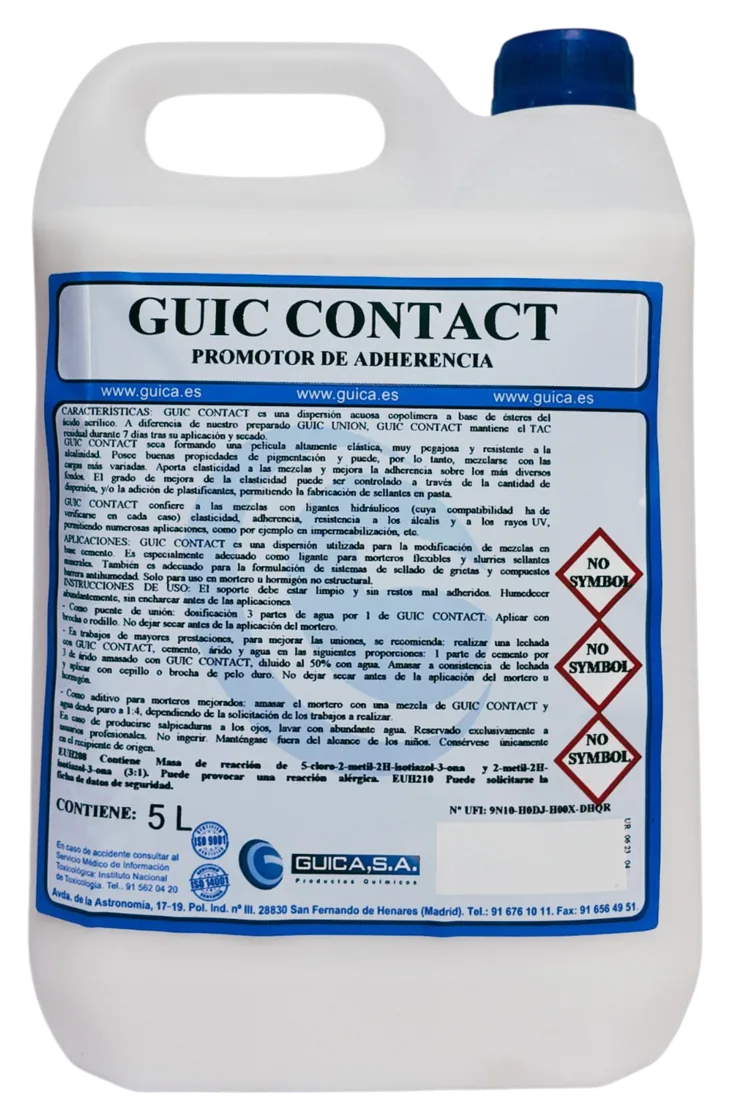 GUIC CONTACT
PROMOTOR DE ADHERENCIA
www.guica.es www.guica.es www.guica.es
CARACTERÍSTICAS: GUIC CONTACT es una dispersión acuosa copolimera a base de ésteres del
ácido acrílico. A diferencia de nuestro preparado GUIC UNION, GUIC CONTACT mantiene el TAC
residual durante 7 días tras su aplicación y secado.
GUIC CONTACT seca formando una película altamente elástica, muy pegajosa y resistente a la
alcalinidad. Posee buenas propiedades de pigmentación y puede, por lo tanto, mezclarse con las
cargas más variadas. Aporta elasticidad a las mezclas y mejora la adherencia sobre los más diversos
fondos. El grado de mejora de la elasticidad puede ser controlado a través de la cantidad de
dispersión, y/o la adición de plastificantes, permitiendo la fabricación de sellantes en pasta.
GUIC CONTACT confiere a las mezclas con ligantes hidráulicos (cuya compatibilidad ha de
verificarse en cada caso) elasticidad, adherencia, resistencia a los álcalis y a los rayos UV,
permitiendo numerosas aplicaciones, como por ejemplo en impermeabilización, etc.
APLICACIONES: GUIC CONTACT es una dispersión utilizada para la modificación de mezclas en
base cemento. Es especialmente adecuado como ligante para morteros flexibles y slurries sellantes
minerales. También es adecuado para la formulación de sistemas de sellado de grietas y compuestos
barrera antihumedad. Solo para uso en mortero u hormigón no estructural.
INSTRUCCIONES DE USO: El soporte debe estar limpio y sin restos mal adheridos. Humedecer
abundantemente, sin encharcar antes de las aplicaciones.
- Como puente de unión: dosificación 3 partes de agua por 1 de GUIC CONTACT. Aplicar con
brocha o rodillo. No dejar secar antes de la aplicación del mortero.
- En trabajos de mayores prestaciones, para mejorar las uniones, se recomienda: realizar una lechada
con GUIC CONTACT, cemento, árido y agua en las siguientes proporciones: 1 parte de cemento por
3 de árido amasado con GUIC CONTACT, diluido al 50% con agua. Amasar a consistencia de lechada
y aplicar con cepillo o brocha de pelo duro. No dejar secar antes de la aplicación del mortero u
hormigón.
- Como aditivo para morteros mejorados: amasar el mortero con una mezcla de GUIC CONTACT y
agua desde puro a 1:4, dependiendo de la solicitación de los trabajos a realizar.
En caso de producirse salpicaduras a los ojos, lavar con abundante agua. Reservado exclusivamente a
usuarios profesionales. No ingerir. Manténgase fuera del alcance de los niños. Consérvese únicamente
en el recipiente de origen.
EUH208 Contiene Masa de reacción de 5-cloro-2-metil-2H-isotiazol-3-ona y 2-metil-2H-
isotiazol-3-ona (3:1). Puede provocar una reacción alérgica. EUH210 Puede solicitarse la
ficha de datos de seguridad.
NO
SYMBOL
NO
SYMBOL
NO
SYMBOL
CONTIENE: 5 L
Nº UFI: 9N10-H0DJ-H00X-DHQR
UR 06 23 04
ISO 9001
ISO 14001
En caso de accidente consultar al
Servicio Médico de Información
Toxicológica: Instituto Nacional
de Toxicología. Tel.. 91 562 04 20
GUICA, S.A.
Productos Químicos
Avda. de la Astronomía, 17-19. Pol. Ind. nº III. 28830 San Fernando de Henares (Madrid). Tel.: 91 676 10 11. Fax: 91 656 49 51.